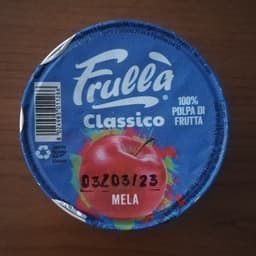 Frullà
Classico
100%
POLPA DI
FRUTTA
03/03/23
MELA